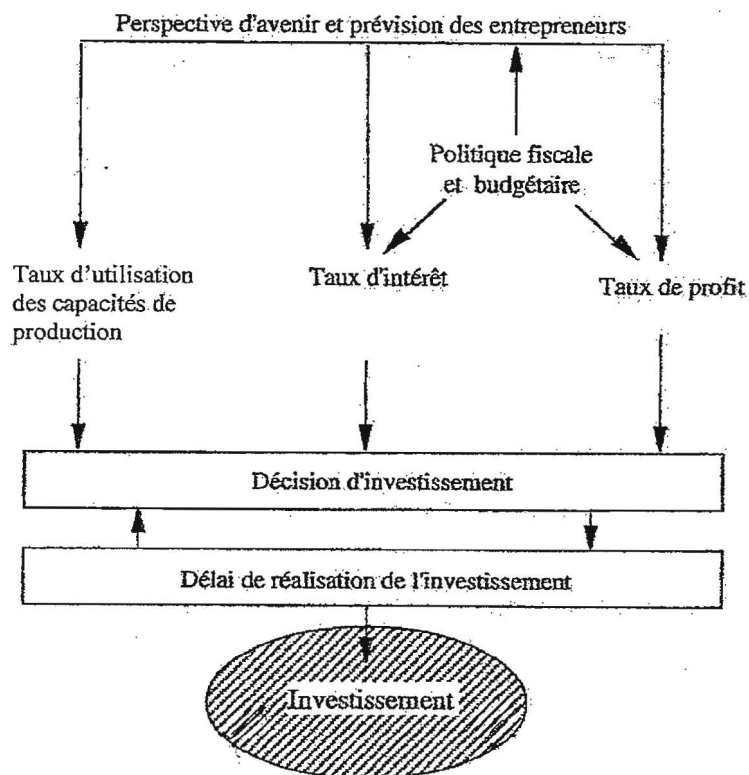 Perspective d'avenir et prévision des entrepreneurs
Politique fiscale
et budgétaire
Taux d'utilisation
des capacités de
production
Taux d'intérêt
Taux de profit
Décision d'investissement
Délai de réalisation de l'investissement
Investissement